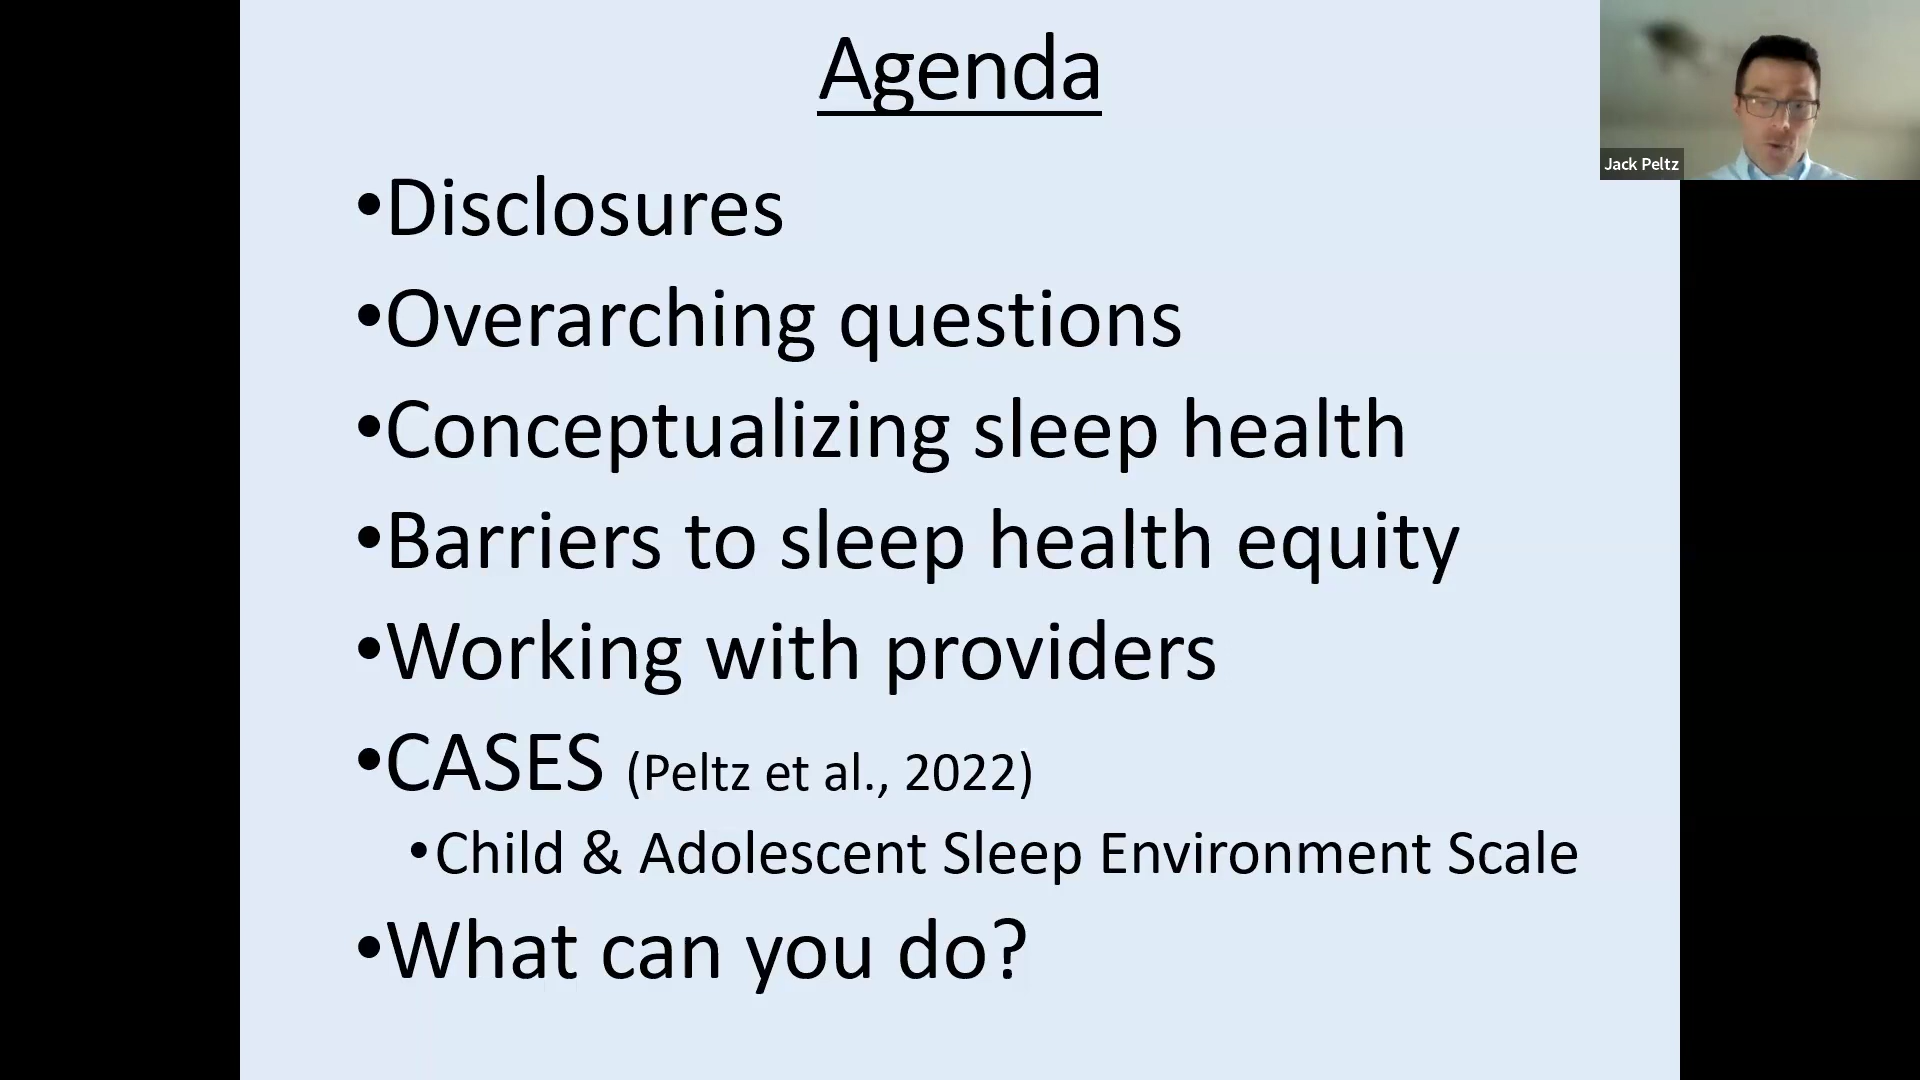 Agenda
•Disclosures
•Overarching questions
•Conceptualizing sleep health
•Barriers to sleep health equity
•Working with providers
•CASES (Peltz et al., 2022)
•Child & Adolescent Sleep Environment Scale
•What can you do?
Jack Peltz